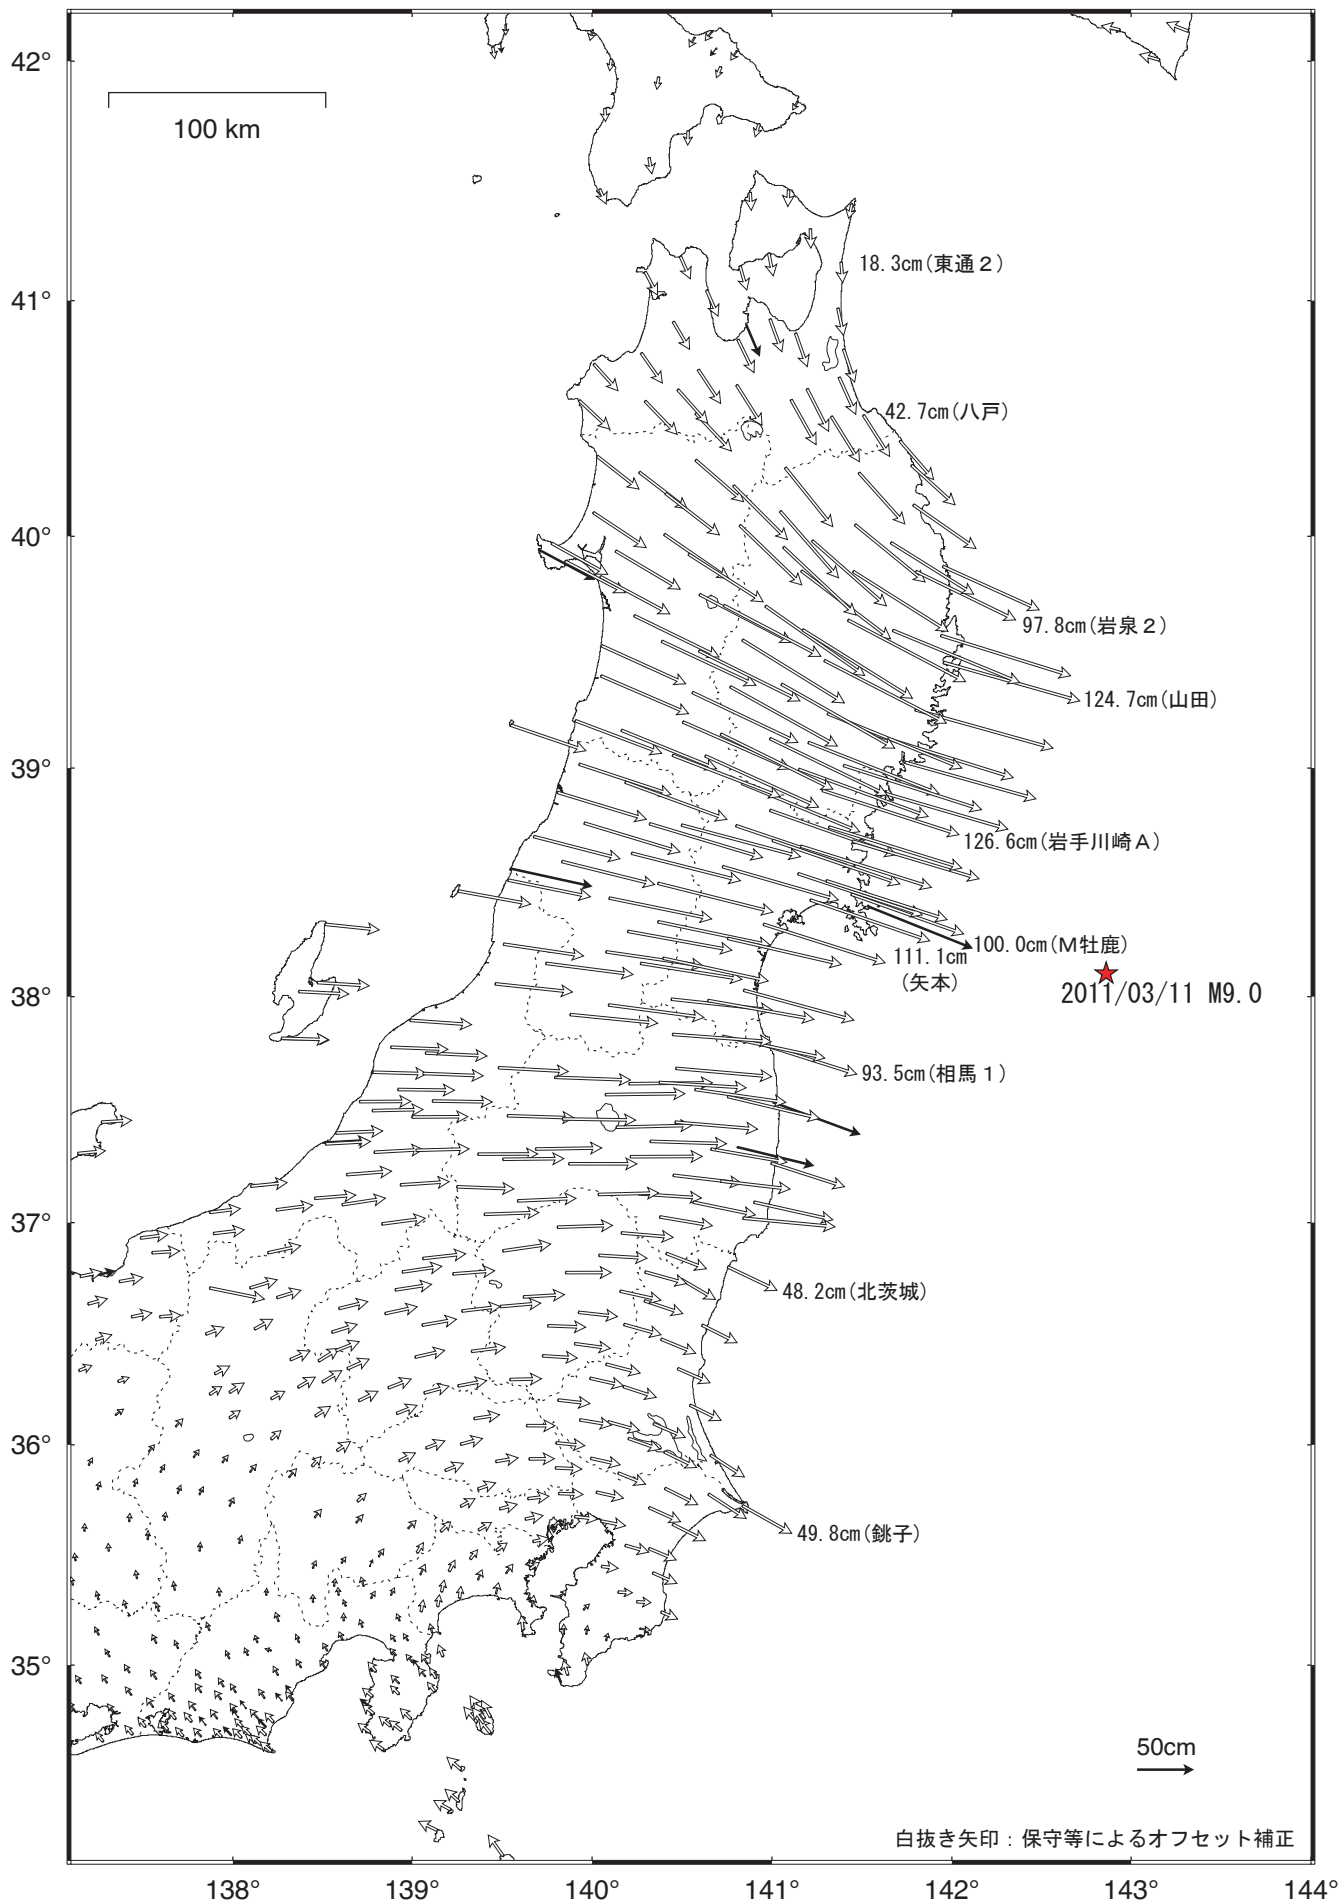 42°
100 km
18.3cm(東通２)
41°
42.7cm(八戸)
40°
97.8cm(岩泉２)
124.7cm(山田)
39°
126.6cm(岩手川崎Ａ)
100.0cm(Ｍ牡鹿)
111.1cm
(矢本)
38°
2011/03/11 M9.0
93.5cm(相馬１)
37°
48.2cm(北茨城)
36°
49.8cm(銚子)
35°
50cm
白抜き矢印：保守等によるオフセット補正
138°
139°
140°
141°
142°
143°
144°